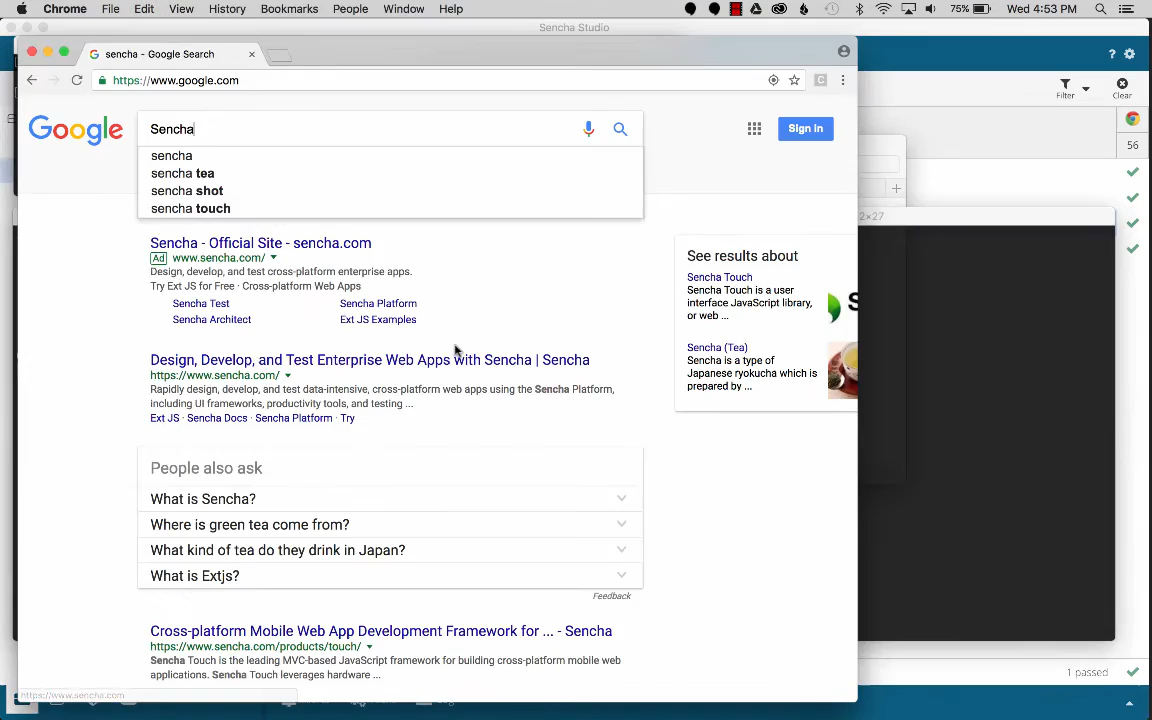 Chrome File Edit View History Bookmarks People Window Help 75% Wed 4:53 PM
Sencha Studio
sencha - Google Search
https://www.google.com
Filter
Clear
Google
Sencha
Sign in
56
sencha
sencha tea
sencha shot
sencha touch
2×27
Sencha - Official Site - sencha.com
Ad www.sencha.com/
Design, develop, and test cross-platform enterprise apps.
Try Ext JS for Free · Cross-platform Web Apps
Sencha Test
Sencha Platform
Sencha Architect
Ext JS Examples
Design, Develop, and Test Enterprise Web Apps with Sencha | Sencha
https://www.sencha.com/
Rapidly design, develop, and test data-intensive, cross-platform web apps using the Sencha Platform,
including UI frameworks, productivity tools, and testing ...
Ext JS · Sencha Docs · Sencha Platform · Try
See results about
Sencha Touch
Sencha Touch is a user
interface JavaScript library,
or web ...
Sencha (Tea)
Sencha is a type of
Japanese ryokucha which is
prepared by ...
People also ask
What is Sencha?
Where is green tea come from?
What kind of tea do they drink in Japan?
What is Extjs?
Feedback
Cross-platform Mobile Web App Development Framework for ... - Sencha
https://www.sencha.com/products/touch/
Sencha Touch is the leading MVC-based JavaScript framework for building cross-platform mobile web
applications. Sencha Touch leverages hardware ...
1 passed
https://www.sencha.com